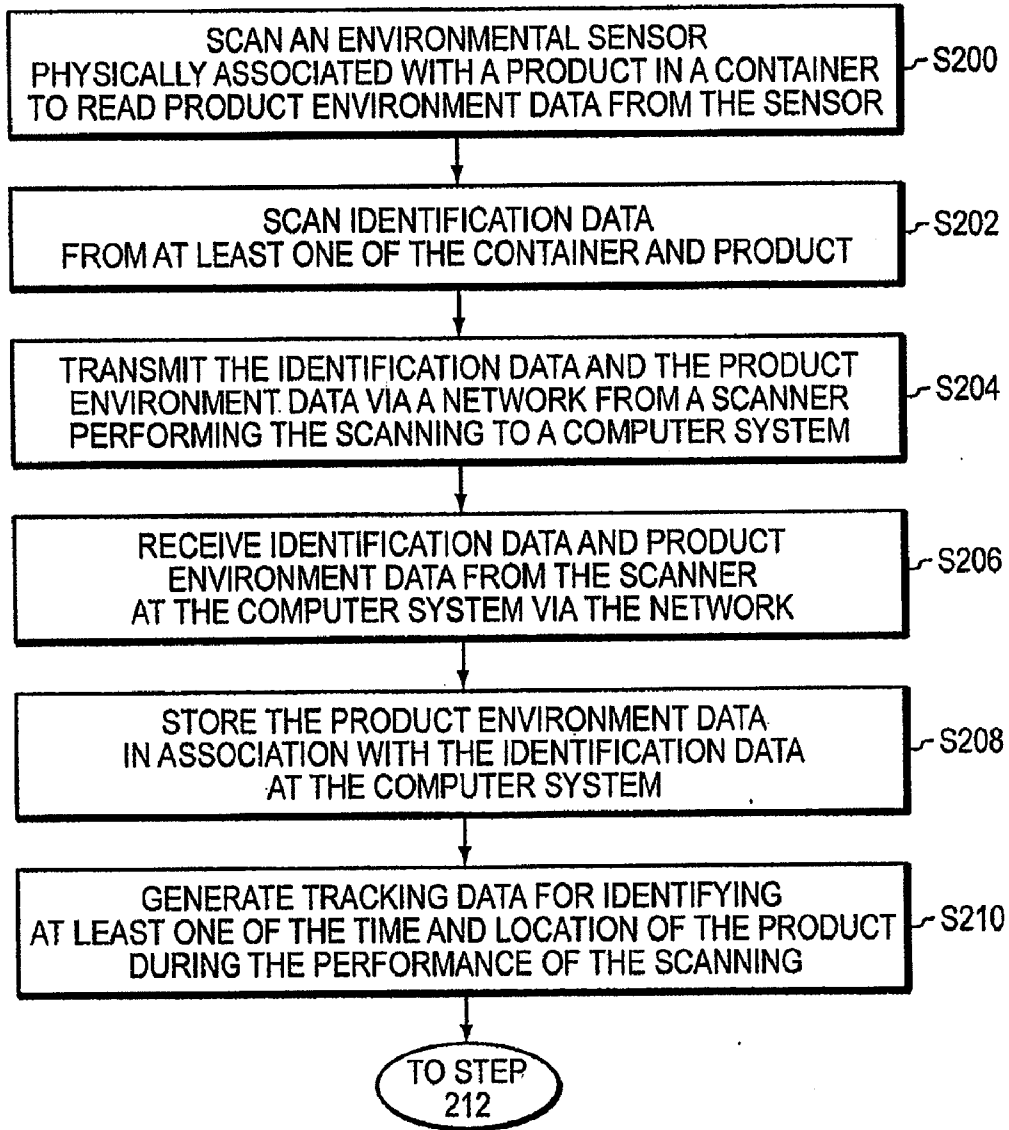 SCAN AN ENVIRONMENTAL SENSOR
PHYSICALLY ASSOCIATED WITH A PRODUCT IN A CONTAINER
TO READ PRODUCT ENVIRONMENT DATA FROM THE SENSOR
S200
SCAN IDENTIFICATION DATA
FROM AT LEAST ONE OF THE CONTAINER AND PRODUCT
S202
TRANSMIT THE IDENTIFICATION DATA AND THE PRODUCT
ENVIRONMENT DATA VIA A NETWORK FROM A SCANNER
PERFORMING THE SCANNING TO A COMPUTER SYSTEM
S204
RECEIVE IDENTIFICATION DATA AND PRODUCT
ENVIRONMENT DATA FROM THE SCANNER
AT THE COMPUTER SYSTEM VIA THE NETWORK
S206
STORE THE PRODUCT ENVIRONMENT DATA
IN ASSOCIATION WITH THE IDENTIFICATION DATA
AT THE COMPUTER SYSTEM
S208
GENERATE TRACKING DATA FOR IDENTIFYING
AT LEAST ONE OF THE TIME AND LOCATION OF THE PRODUCT
DURING THE PERFORMANCE OF THE SCANNING
S210
TO STEP
212